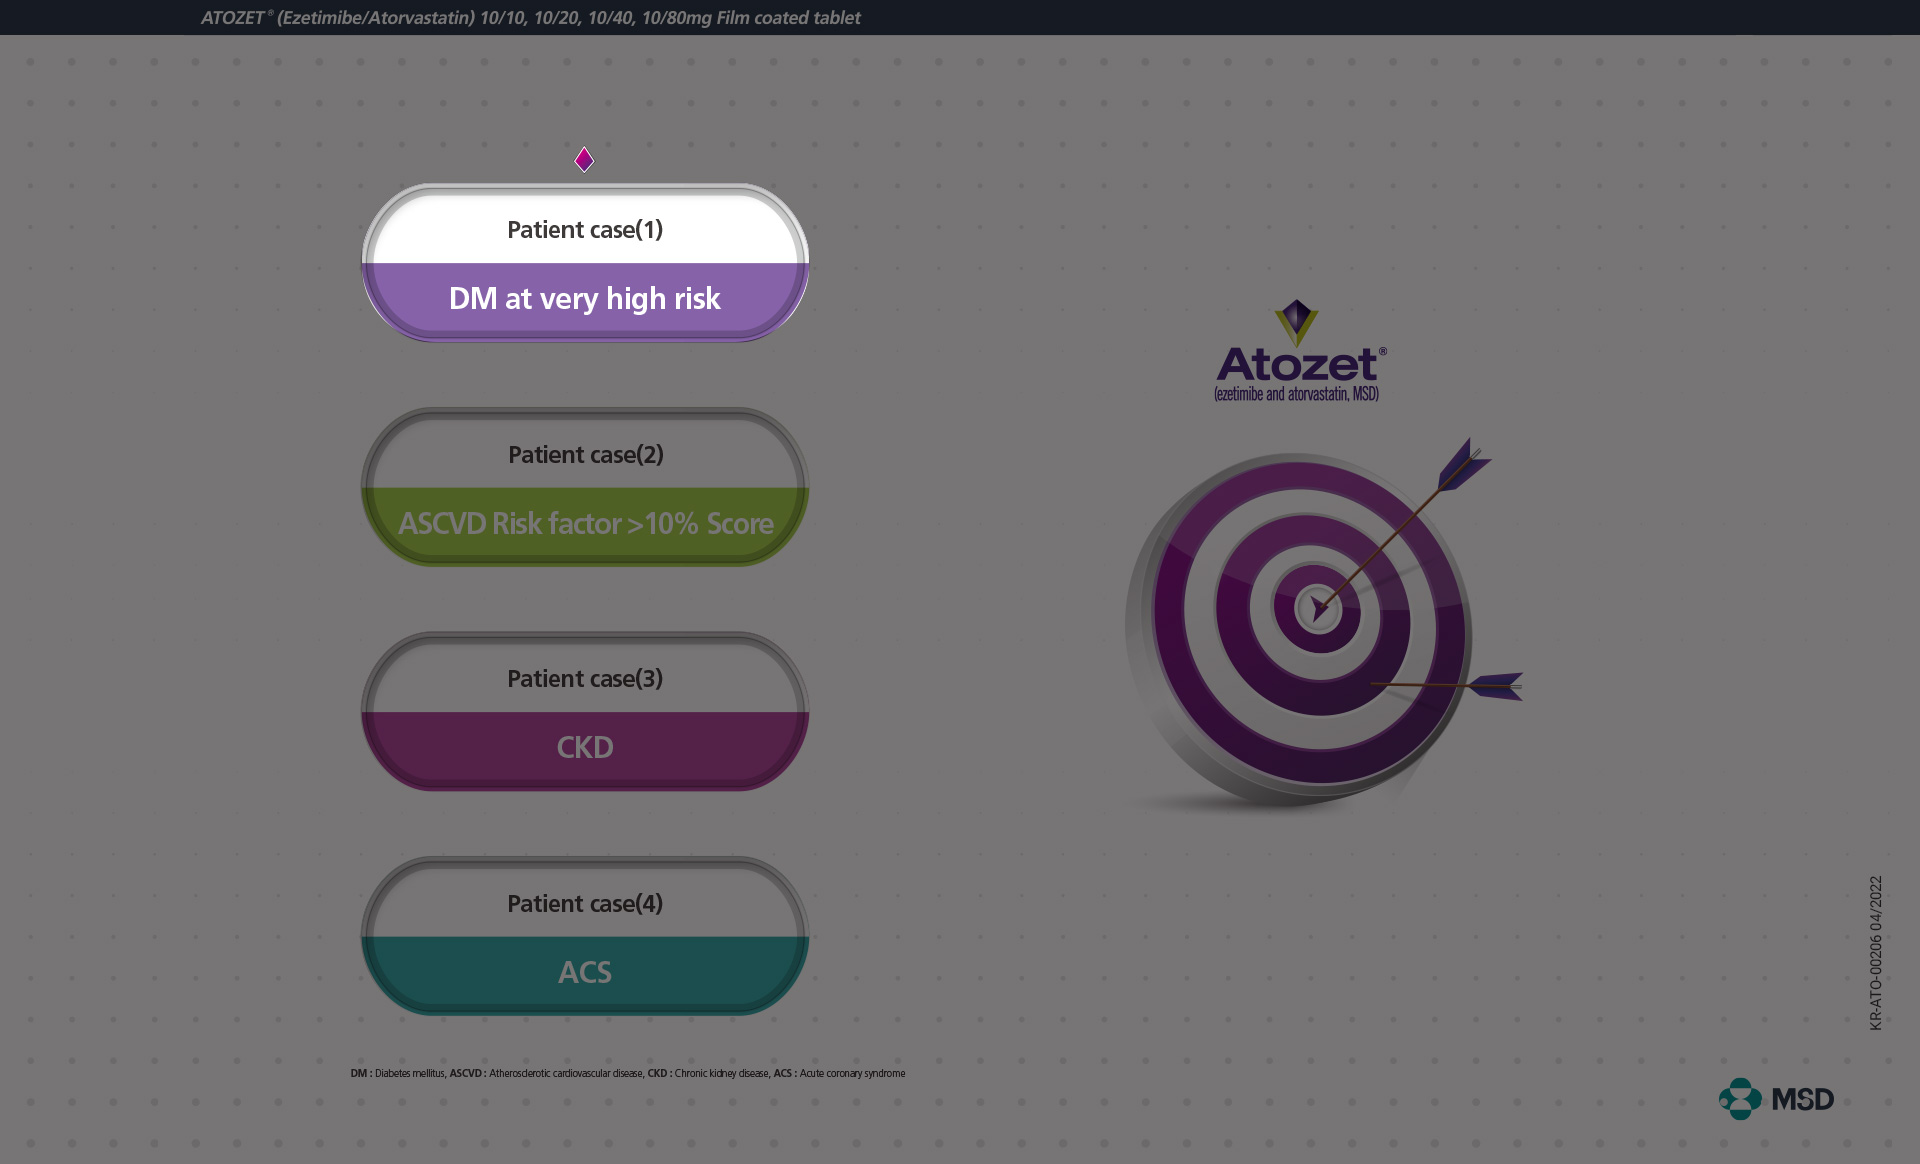 ATOZET® (Ezetimibe/Atorvastatin) 10/10, 10/20, 10/40, 10/80mg Film coated tablet
Patient case(1)
DM at very high risk
Patient case(2)
ASCVD Risk factor >10% Score
Patient case(3)
CKD
Patient case(4)
ACS
DM : Diabetes mellitus, ASCVD : Atherosclerotic cardiovascular disease, CKD : Chronic kidney disease, ACS : Acute coronary syndrome
Atozet®
(ezetimibe and atorvastatin, MSD)
KR-ATO-00206 04/2022
MSD